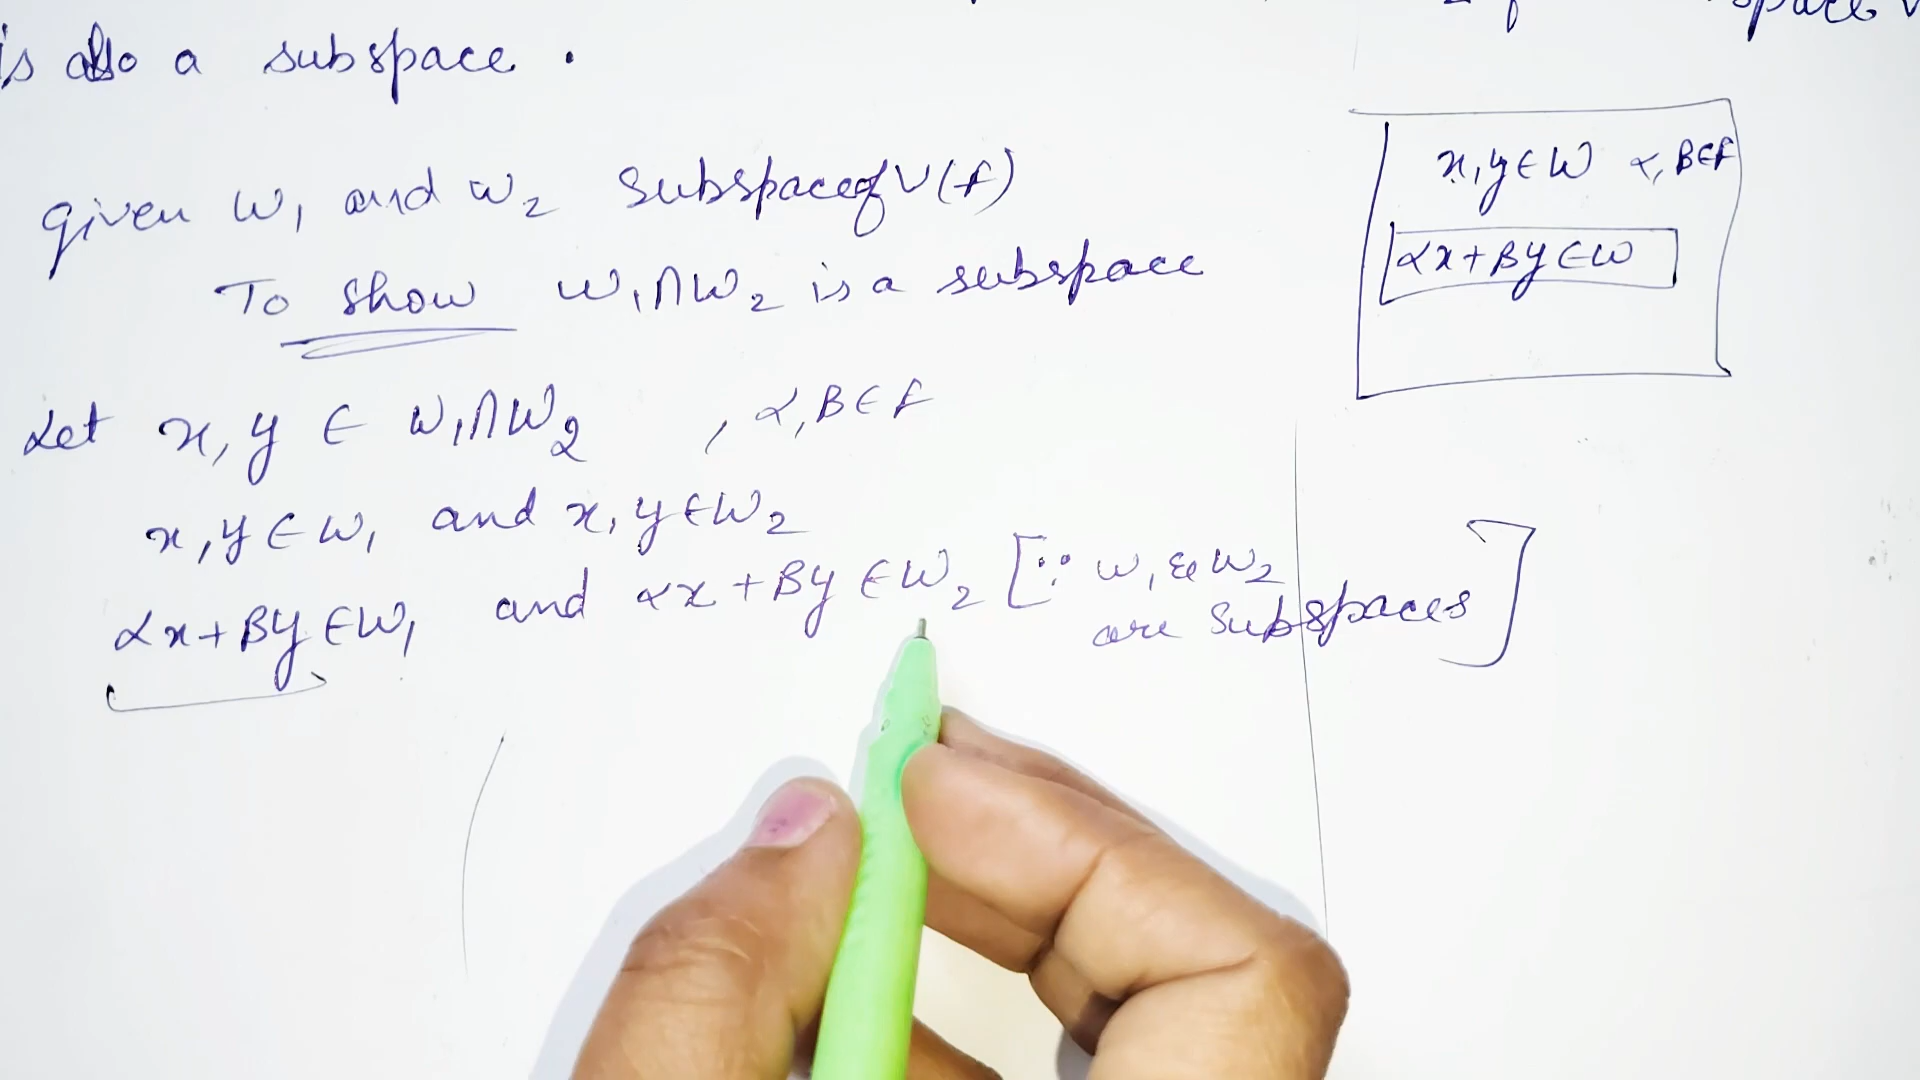 space
is also a subspace.
given W₁ and W₂ subspace of V(F)
To show W₁∩W₂ is a subspace
x,y∈W α,β∈F
αx+βy∈W
Let x,y ∈ W₁∩W₂ , α,β∈F
x,y∈W₁ and x,y∈W₂
αx+βy∈W₁ and αx+βy∈W₂ [∵ W₁ & W₂
are subspaces]